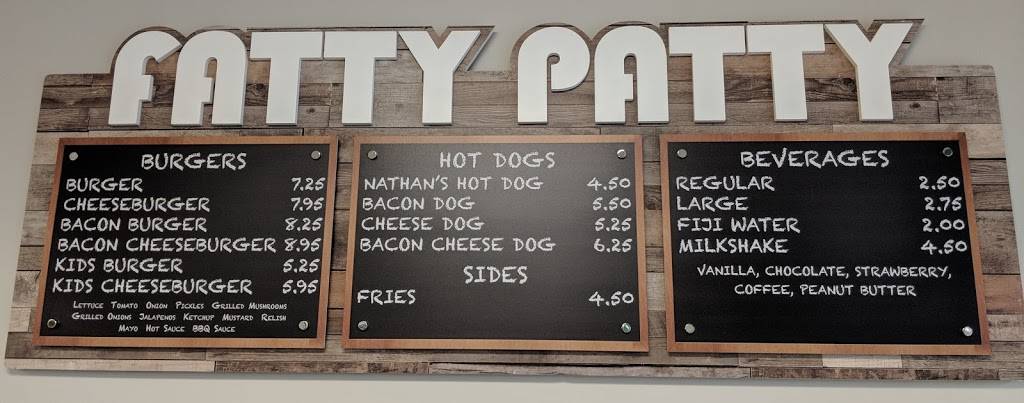 FATTY PATTY
BURGERS
BURGER 7.25
CHEESEBURGER 7.95
BACON BURGER 8.25
BACON CHEESEBURGER 8.95
KIDS BURGER 5.25
KIDS CHEESEBURGER 5.95
LETTUCE TOMATO ONION PICKLES GRILLED MUSHROOMS
GRILLED ONIONS JALAPENOS KETCHUP MUSTARD RELISH
MAYO HOT SAUCE BBQ SAUCE
HOT DOGS
NATHAN'S HOT DOG 4.50
BACON DOG 5.50
CHEESE DOG 5.25
BACON CHEESE DOG 6.25
SIDES
FRIES 4.50
BEVERAGES
REGULAR 2.50
LARGE 2.75
FIJI WATER 2.00
MILKSHAKE 4.50
VANILLA, CHOCOLATE, STRAWBERRY,
COFFEE, PEANUT BUTTER